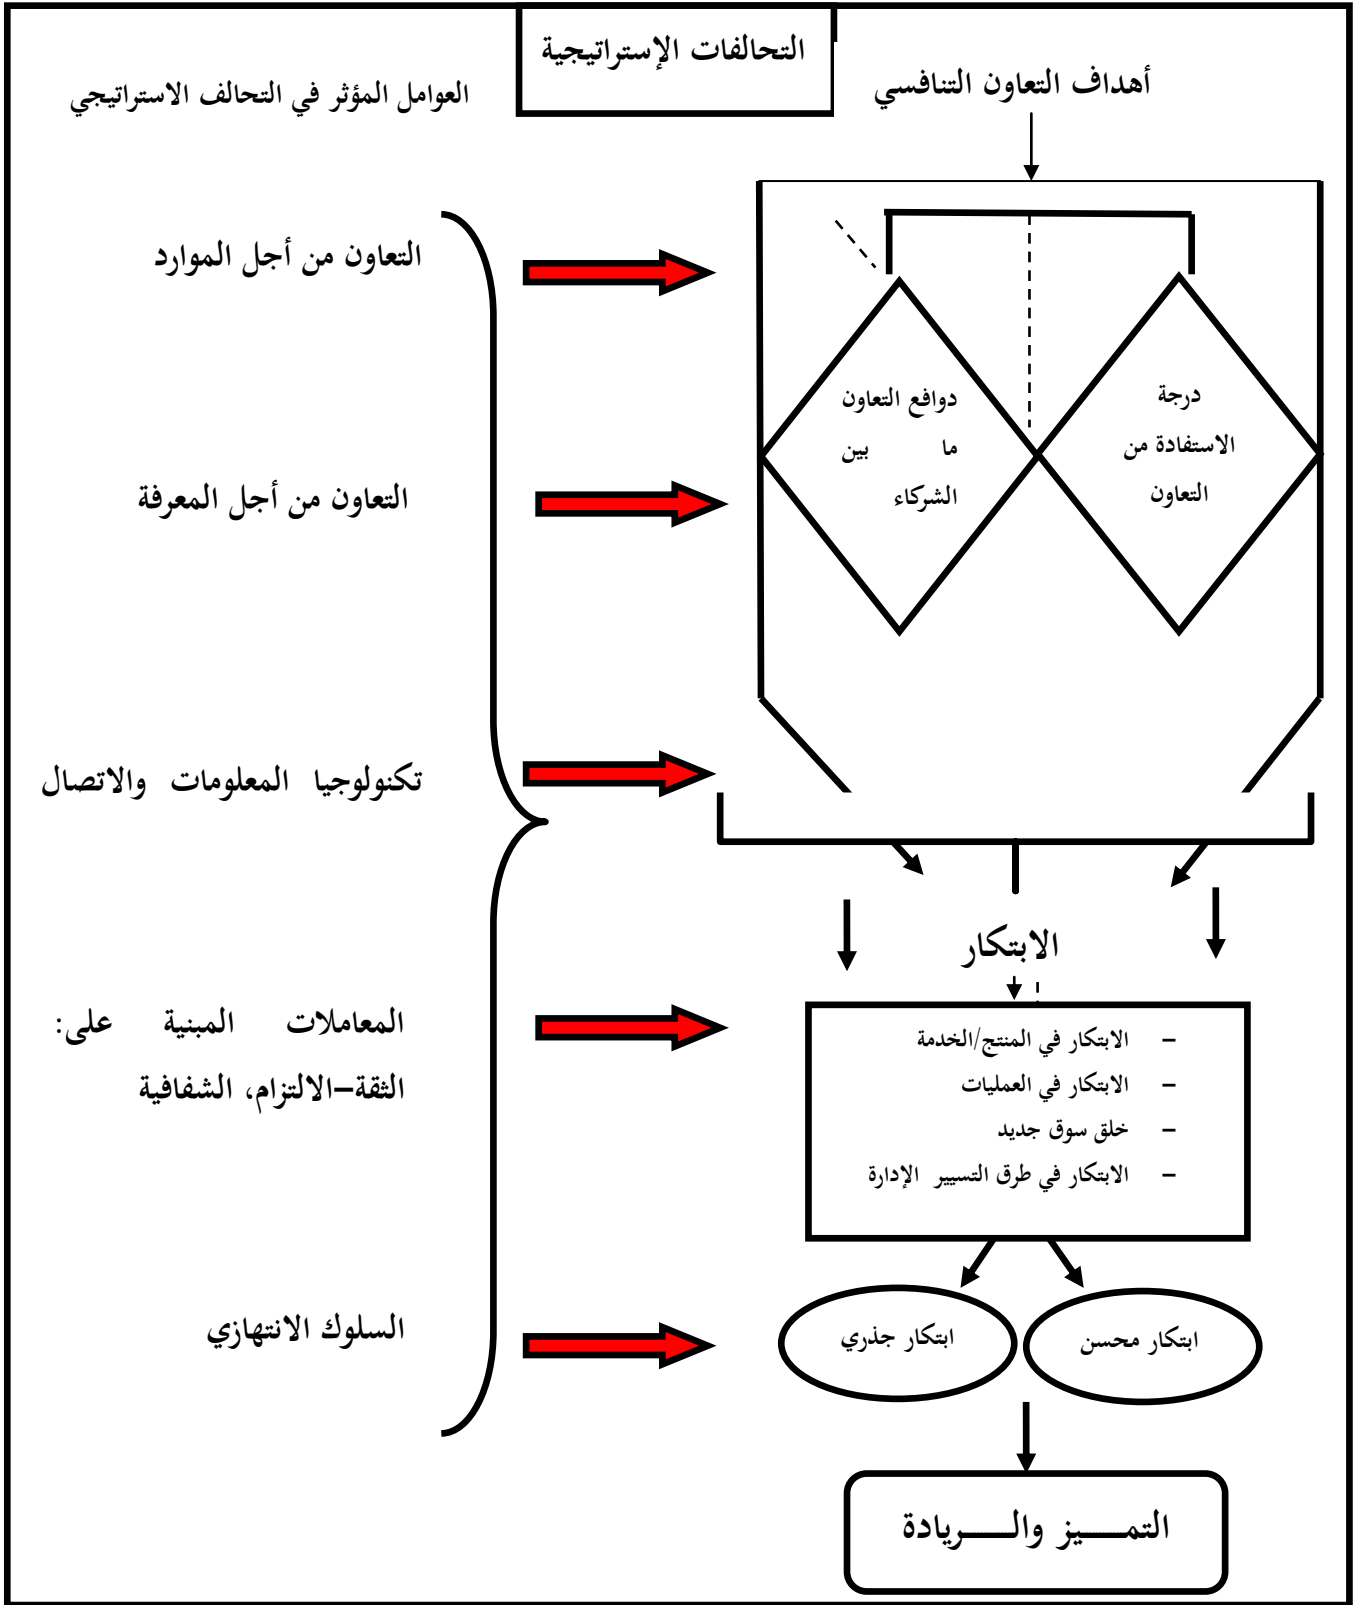 التحالفات الإستراتيجية
أهداف التعاون التنافسي
العوامل المؤثر في التحالف الاستراتيجي
التعاون من أجل الموارد
التعاون من أجل المعرفة
تكنولوجيا المعلومات والاتصال
المعاملات المبنية على:
الثقة–الالتزام، الشفافية
السلوك الانتهازي
درجة
الاستفادة من
التعاون
دوافع التعاون
ما بين
الشركاء
الابتكار
– الابتكار في المنتج/الخدمة
– الابتكار في العمليات
– خلق سوق جديد
– الابتكار في طرق التسيير الإدارة
ابتكار محسن
ابتكار جذري
التمـــــيز والـــــريادة